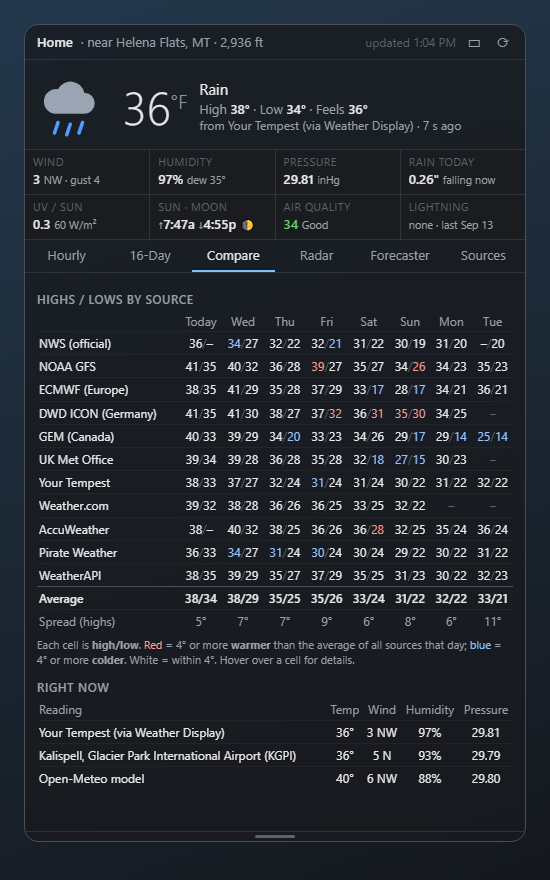 Home · near Helena Flats, MT · 2,936 ft updated 1:04 PM
36°F
Rain
High 38° · Low 34° · Feels 36°
from Your Tempest (via Weather Display) · 7 s ago
WIND HUMIDITY PRESSURE RAIN TODAY
3 NW · gust 4 97% dew 35° 29.81 inHg 0.26" falling now
UV / SUN SUN · MOON AIR QUALITY LIGHTNING
0.3 60 W/m² ↑7:47a ↓4:55p 34 Good none · last Sep 13
Hourly 16-Day Compare Radar Forecaster Sources
HIGHS / LOWS BY SOURCE
Today Wed Thu Fri Sat Sun Mon Tue
NWS (official) 36/– 34/27 32/22 32/21 31/22 30/19 31/20 –/20
NOAA GFS 41/35 40/32 36/28 39/27 35/27 34/26 34/23 35/23
ECMWF (Europe) 38/35 41/29 35/28 37/29 33/17 28/17 34/21 36/21
DWD ICON (Germany) 41/35 41/30 38/27 37/32 36/31 35/30 34/25 –
GEM (Canada) 40/33 39/29 34/20 33/23 34/26 29/17 29/14 25/14
UK Met Office 39/34 39/28 36/28 35/28 32/18 27/15 30/23 –
Your Tempest 38/33 37/27 32/24 31/24 31/24 30/22 31/22 32/22
Weather.com 39/32 38/28 36/26 36/25 33/25 32/22 – –
AccuWeather 38/– 40/32 38/25 36/26 36/28 32/25 35/24 36/24
Pirate Weather 36/33 34/27 31/24 30/24 30/24 29/22 30/22 31/22
WeatherAPI 38/35 39/29 35/27 37/29 35/25 31/23 30/22 32/23
Average 38/34 38/29 35/25 35/26 33/24 31/22 32/22 33/21
Spread (highs) 5° 7° 7° 9° 6° 8° 6° 11°
Each cell is high/low. Red = 4° or more warmer than the average of all sources that day; blue =
4° or more colder. White = within 4°. Hover over a cell for details.
RIGHT NOW
Reading Temp Wind Humidity Pressure
Your Tempest (via Weather Display) 36° 3 NW 97% 29.81
Kalispell, Glacier Park International Airport (KGPI) 36° 5 N 93% 29.79
Open-Meteo model 40° 6 NW 88% 29.80